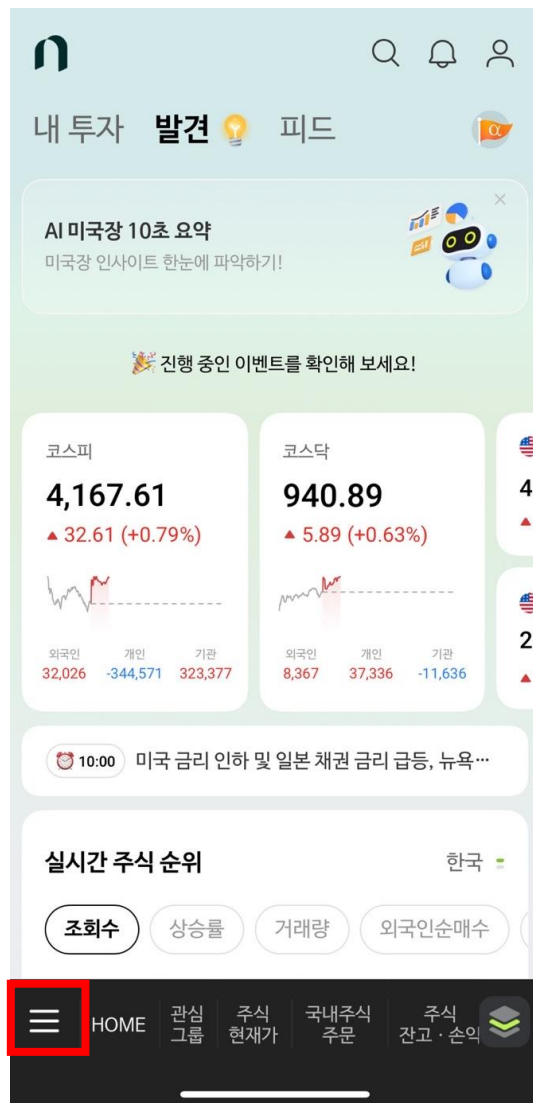 내 투자 발견 피드
α
AI 미국장 10초 요약
미국장 인사이트 한눈에 파악하기!
진행 중인 이벤트를 확인해 보세요!
코스피
4,167.61
▲ 32.61 (+0.79%)
외국인 개인 기관
32,026 -344,571 323,377
코스닥
940.89
▲ 5.89 (+0.63%)
외국인 개인 기관
8,367 37,336 -11,636
4
▲
2
▲
10:00 미국 금리 인하 및 일본 채권 금리 급등, 뉴욕…
실시간 주식 순위 한국
조회수 상승률 거래량 외국인순매수
HOME 관심 그룹 주식 현재가 국내주식 주문 주식 잔고 · 손익